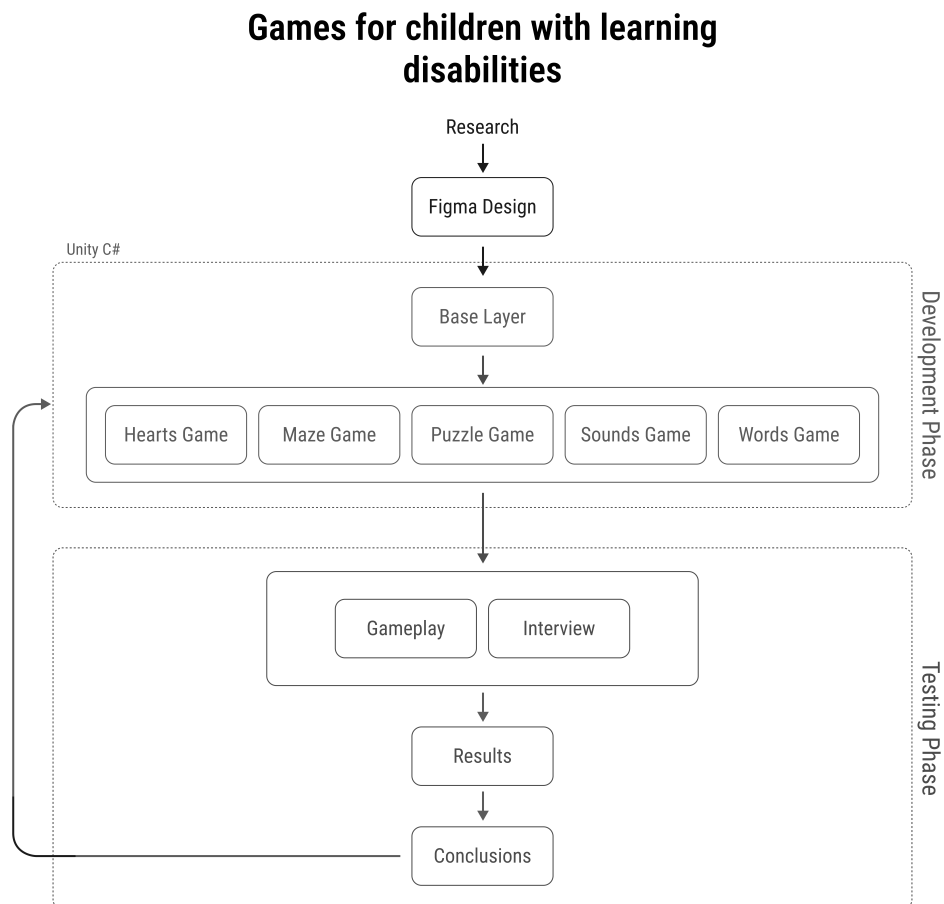 Games for children with learning
disabilities
Research
Figma Design
Unity C#
Base Layer
Development Phase
Hearts Game
Maze Game
Puzzle Game
Sounds Game
Words Game
Gameplay
Interview
Testing Phase
Results
Conclusions